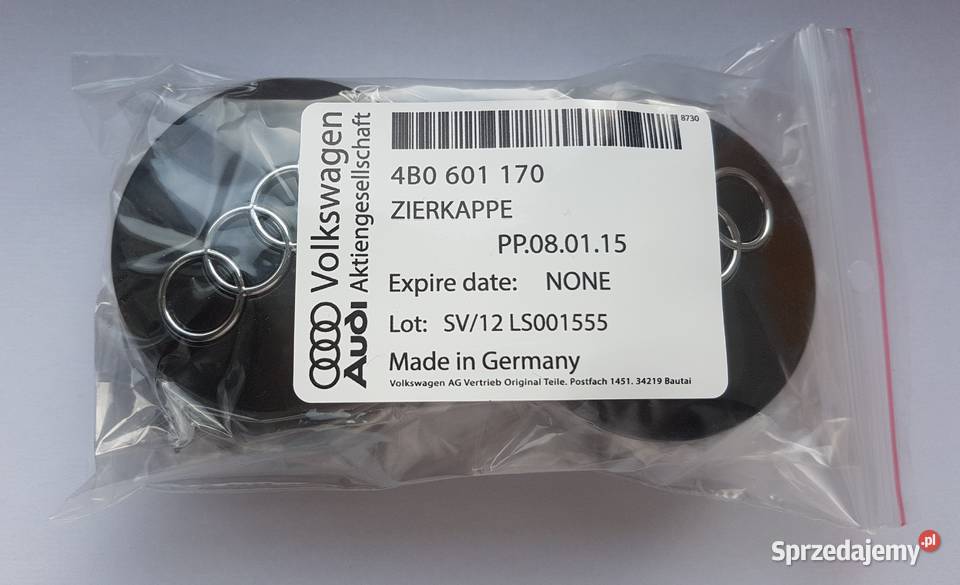 Volkswagen
Audi Aktiengesellschaft
8730
4B0 601 170
ZIERKAPPE
PP.08.01.15
Expire date: NONE
Lot: SV/12 LS001555
Made in Germany
Volkswagen AG Vertrieb Original Teile. Postfach 1451. 34219 Bautai
Sprzedajemy.pl